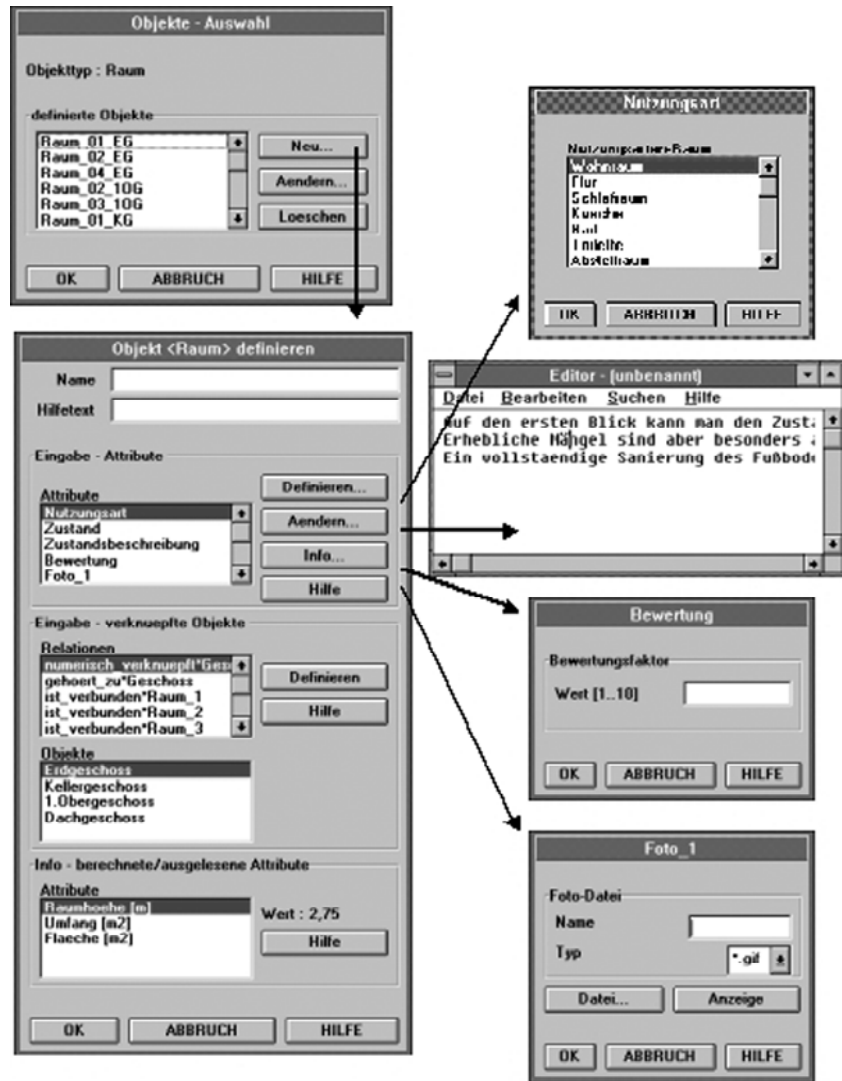 Objekte - Auswahl
Objekttyp : Raum
definierte Objekte
Raum_01_EG
Raum_02_EG
Raum_04_EG
Raum_02_1OG
Raum_03_1OG
Raum_01_KG
Neu...
Aendern...
Loeschen
OK ABBRUCH HILFE
Objekt <Raum> definieren
Name
Hilfetext
Eingabe - Attribute
Attribute
Nutzungsart
Zustand
Zustandsbeschreibung
Bewertung
Foto_1
Definieren...
Aendern...
Info...
Hilfe
Eingabe - verknuepfte Objekte
Relationen
numerisch_verknuepft*Ges
gehoert_zu*Geschoss
ist_verbunden*Raum_1
ist_verbunden*Raum_2
ist_verbunden*Raum_3
Definieren
Hilfe
Objekte
Erdgeschoss
Kellergeschoss
1.Obergeschoss
Dachgeschoss
Info - berechnete/ausgelesene Attribute
Attribute
Raumhoehe [m]
Umfang [m2]
Flaeche [m2]
Wert : 2,75
Hilfe
OK ABBRUCH HILFE
Nutzungsart
Nutzungsarten-Raum
Wohnraum
Flur
Schlafraum
Kueche
Bad
Toilette
Abstellraum
OK ABBRUCH HILFE
Editor - (unbenannt)
Datei Bearbeiten Suchen Hilfe
Auf den ersten Blick kann man den Zust
Erhebliche Mängel sind aber besonders
Ein vollstaendige Sanierung des Fußbod
Bewertung
Bewertungsfaktor
Wert [1..10]
OK ABBRUCH HILFE
Foto_1
Foto-Datei
Name
Typ
*.gif
Datei... Anzeige
OK ABBRUCH HILFE